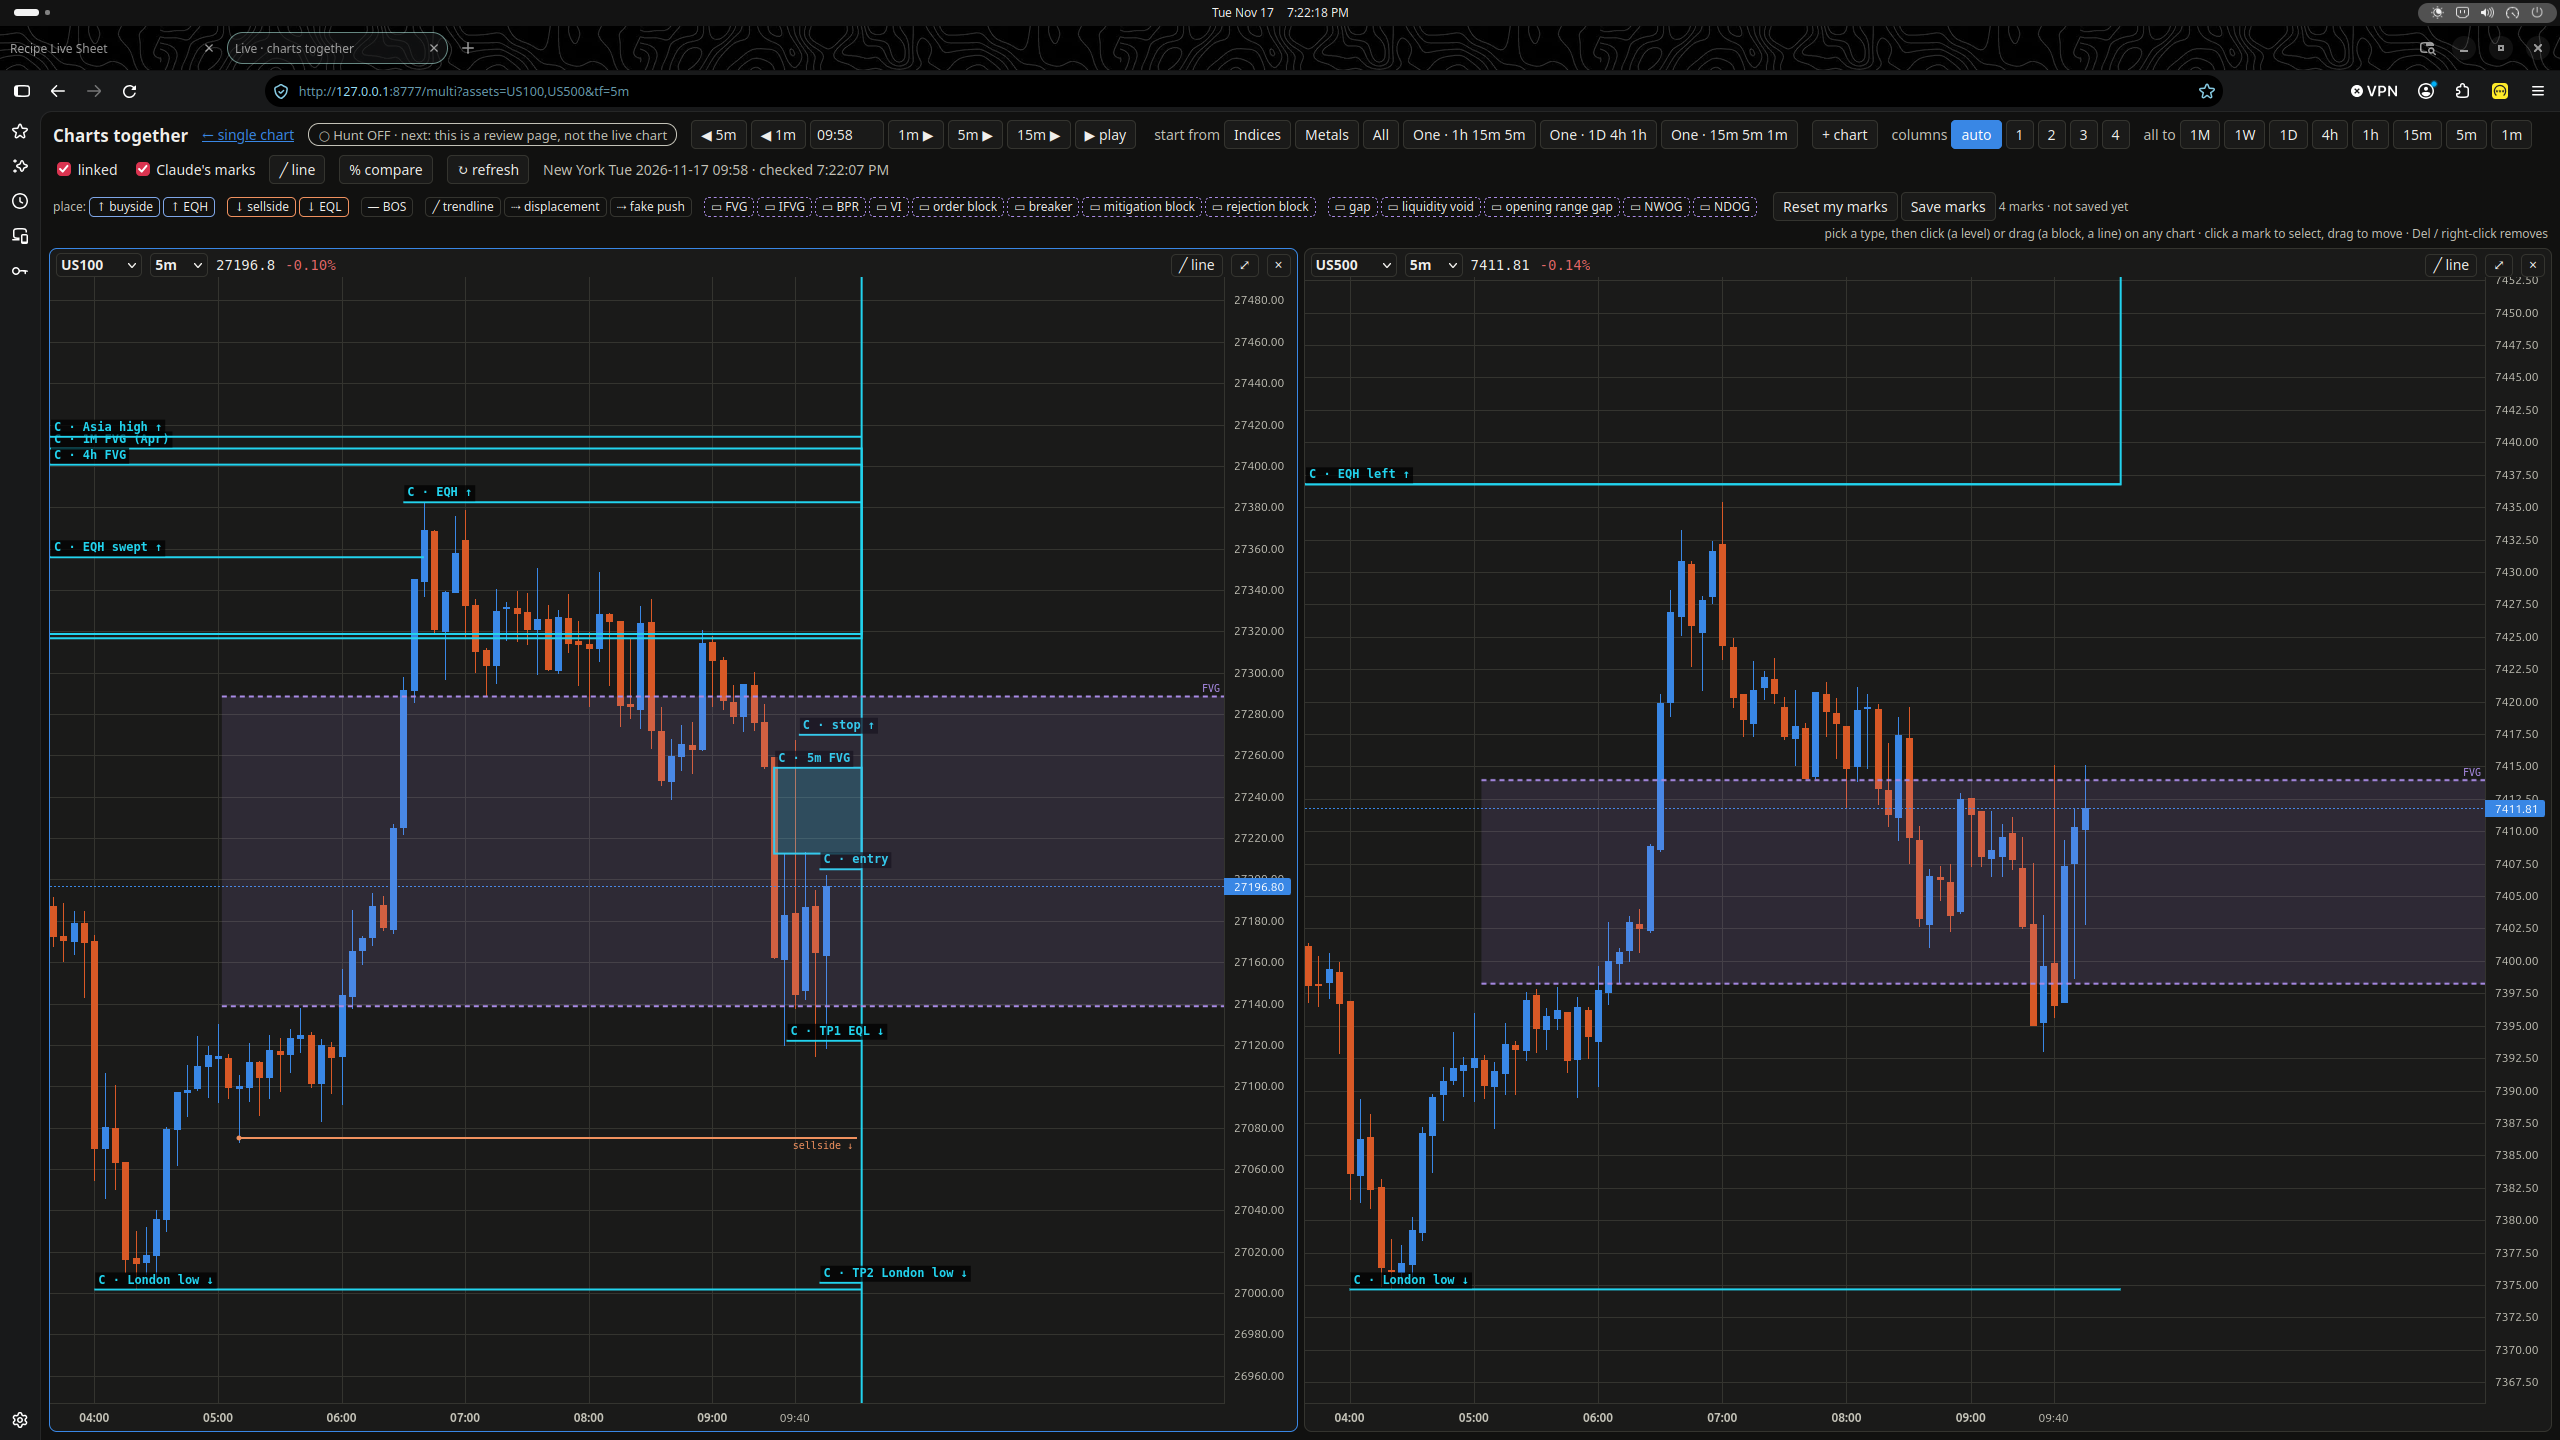 Tue Nov 17 7:22:18 PM
Recipe Live Sheet
Live · charts together
http://127.0.0.1:8777/multi?assets=US100,US500&tf=5m
VPN
Charts together ← single chart ○ Hunt OFF · next: this is a review page, not the live chart ◀ 5m ◀ 1m 09:58 1m ▶ 5m ▶ 15m ▶ ▶ play start from Indices Metals All One · 1h 15m 5m One · 1D 4h 1h One · 15m 5m 1m + chart columns auto 1 2 3 4 all to 1M 1W 1D 4h 1h 15m 5m 1m
linked Claude's marks ╱ line % compare ↻ refresh New York Tue 2026-11-17 09:58 · checked 7:22:07 PM
place: ↑ buyside ↑ EQH ↓ sellside ↓ EQL — BOS ╱ trendline → displacement → fake push ▭ FVG ▭ IFVG ▭ BPR ▭ VI ▭ order block ▭ breaker ▭ mitigation block ▭ rejection block ▭ gap ▭ liquidity void ▭ opening range gap ▭ NWOG ▭ NDOG Reset my marks Save marks 4 marks · not saved yet
pick a type, then click (a level) or drag (a block, a line) on any chart · click a mark to select, drag to move · Del / right-click removes
US100 5m 27196.8 -0.10% ╱ line
27480.00
27460.00
27440.00
27420.00
27400.00
27380.00
27360.00
27340.00
27320.00
27300.00
27280.00
27260.00
27240.00
27220.00
27196.80
27180.00
27160.00
27140.00
27120.00
27100.00
27080.00
27060.00
27040.00
27020.00
27000.00
26980.00
26960.00
C · Asia high ↑
C · 1M FVG (Apr)
C · 4h FVG
C · EQH ↑
C · EQH swept ↑
FVG
C · stop ↑
C · 5m FVG
C · entry
C · TP1 EQL ↓
sellside ↓
C · TP2 London low ↓
C · London low ↓
04:00 05:00 06:00 07:00 08:00 09:00 09:40
US500 5m 7411.81 -0.14% ╱ line
7452.50
7450.00
7447.50
7445.00
7442.50
7440.00
7437.50
7435.00
7432.50
7430.00
7427.50
7425.00
7422.50
7420.00
7417.50
7415.00
7412.50
7411.81
7410.00
7407.50
7405.00
7402.50
7400.00
7397.50
7395.00
7392.50
7390.00
7387.50
7385.00
7382.50
7380.00
7377.50
7375.00
7372.50
7370.00
7367.50
C · EQH left ↑
FVG
C · London low ↓
04:00 05:00 06:00 07:00 08:00 09:00 09:40